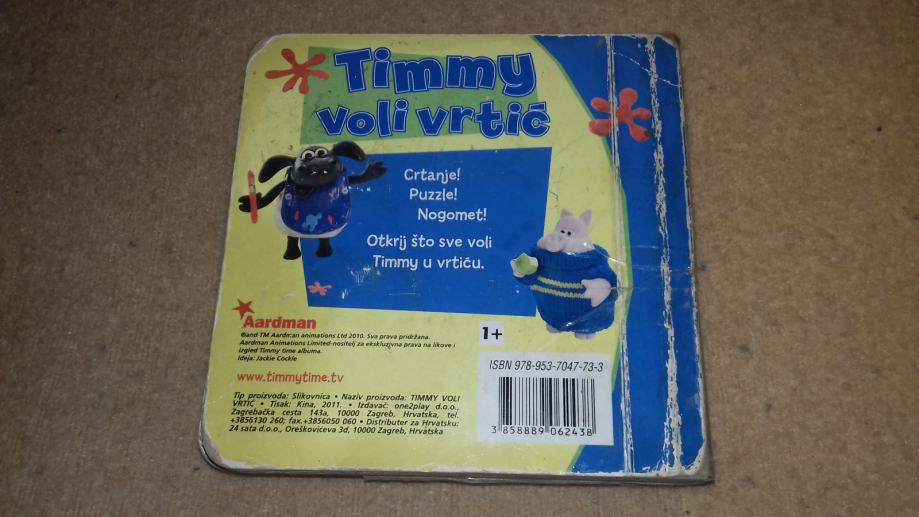 Timmy
voli vrtić
Crtanje!
Puzzle!
Nogomet!
Otkrij što sve voli
Timmy u vrtiću.
Aardman
©and TM Aardman animations Ltd 2010. Sva prava pridržana.
Aardman Animations Limited-nositelj za ekskluzivna prava na likove i
izgled Timmy time albuma.
Ideja: Jackie Cockle
www.timmytime.tv
Tip proizvoda: Slikovnica • Naziv proizvoda: TIMMY VOLI
VRTIĆ • Tisak: Kina, 2011. • Izdavač: one2play d.o.o.,
Zagrebačka cesta 143a, 10000 Zagreb, Hrvatska, tel.
+3856130 260; fax.+3856050 060 • Distributer za Hrvatsku:
24 sata d.o.o., Oreškovićeva 3d, 10000 Zagreb, Hrvatska
1+
ISBN 978-953-7047-73-3
3 858889 062438